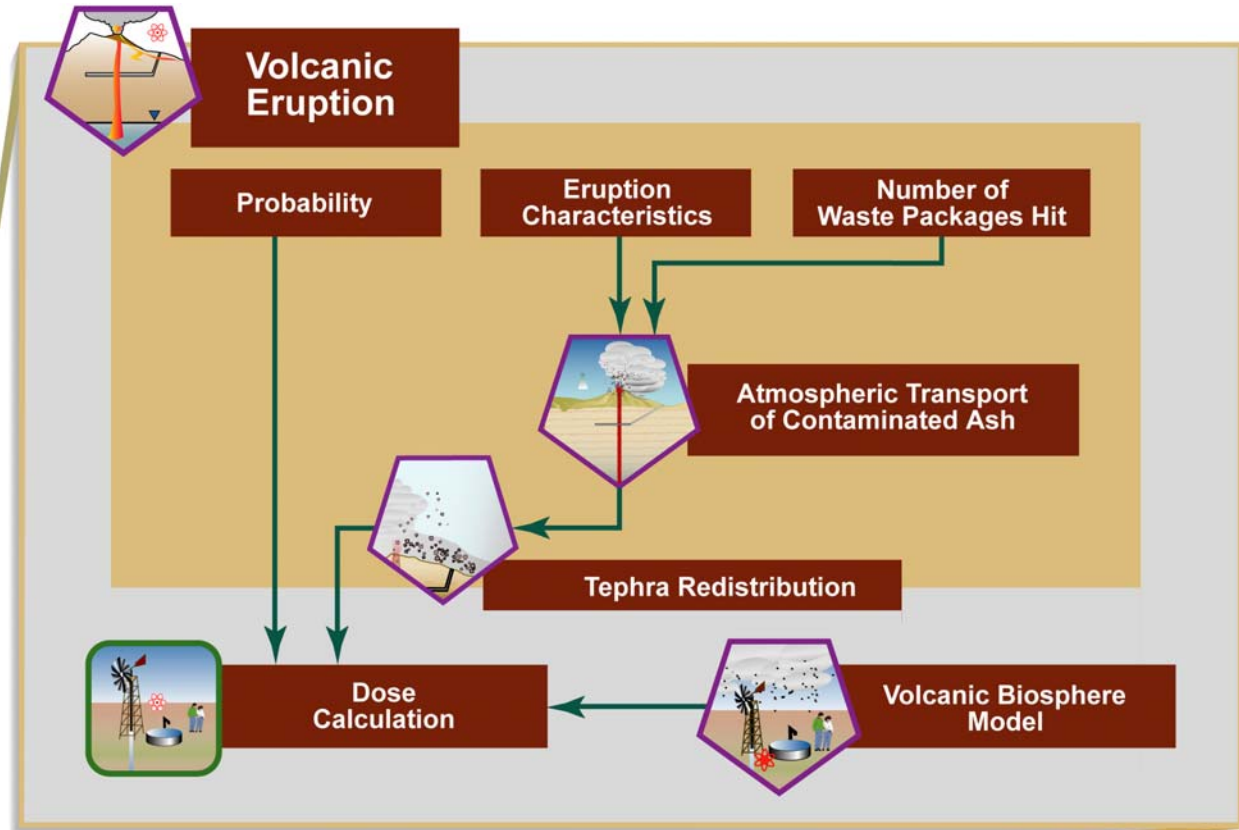 Volcanic
Eruption
Probability
Eruption
Characteristics
Number of
Waste Packages Hit
Atmospheric Transport
of Contaminated Ash
Tephra Redistribution
Dose
Calculation
Volcanic Biosphere
Model